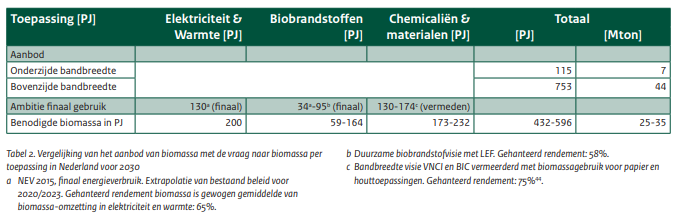 Toepassing [PJ] Elektriciteit & Warmte [PJ] Biobrandstoffen [PJ] Chemicaliën & materialen [PJ] Totaal [PJ] [Mton]
Aanbod
Onderzijde bandbreedte 115 7
Bovenzijde bandbreedte 753 44
Ambitie finaal gebruik 130ᵃ (finaal) 34ᵃ-95ᵇ (finaal) 130-174ᶜ (vermeden)
Benodigde biomassa in PJ 200 59-164 173-232 432-596 25-35
Tabel 2. Vergelijking van het aanbod van biomassa met de vraag naar biomassa per
toepassing in Nederland voor 2030
a NEV 2015, finaal energieverbruik. Extrapolatie van bestaand beleid voor
2020/2023. Gehanteerd rendement biomassa is gewogen gemiddelde van
biomassa-omzetting in elektriciteit en warmte: 65%.
b Duurzame biobrandstofvisie met LEF. Gehanteerd rendement: 58%.
c Bandbreedte visie VNCI en BIC vermeerderd met biomassagebruik voor papier en
houttoepassingen. Gehanteerd rendement: 75%⁴⁴.